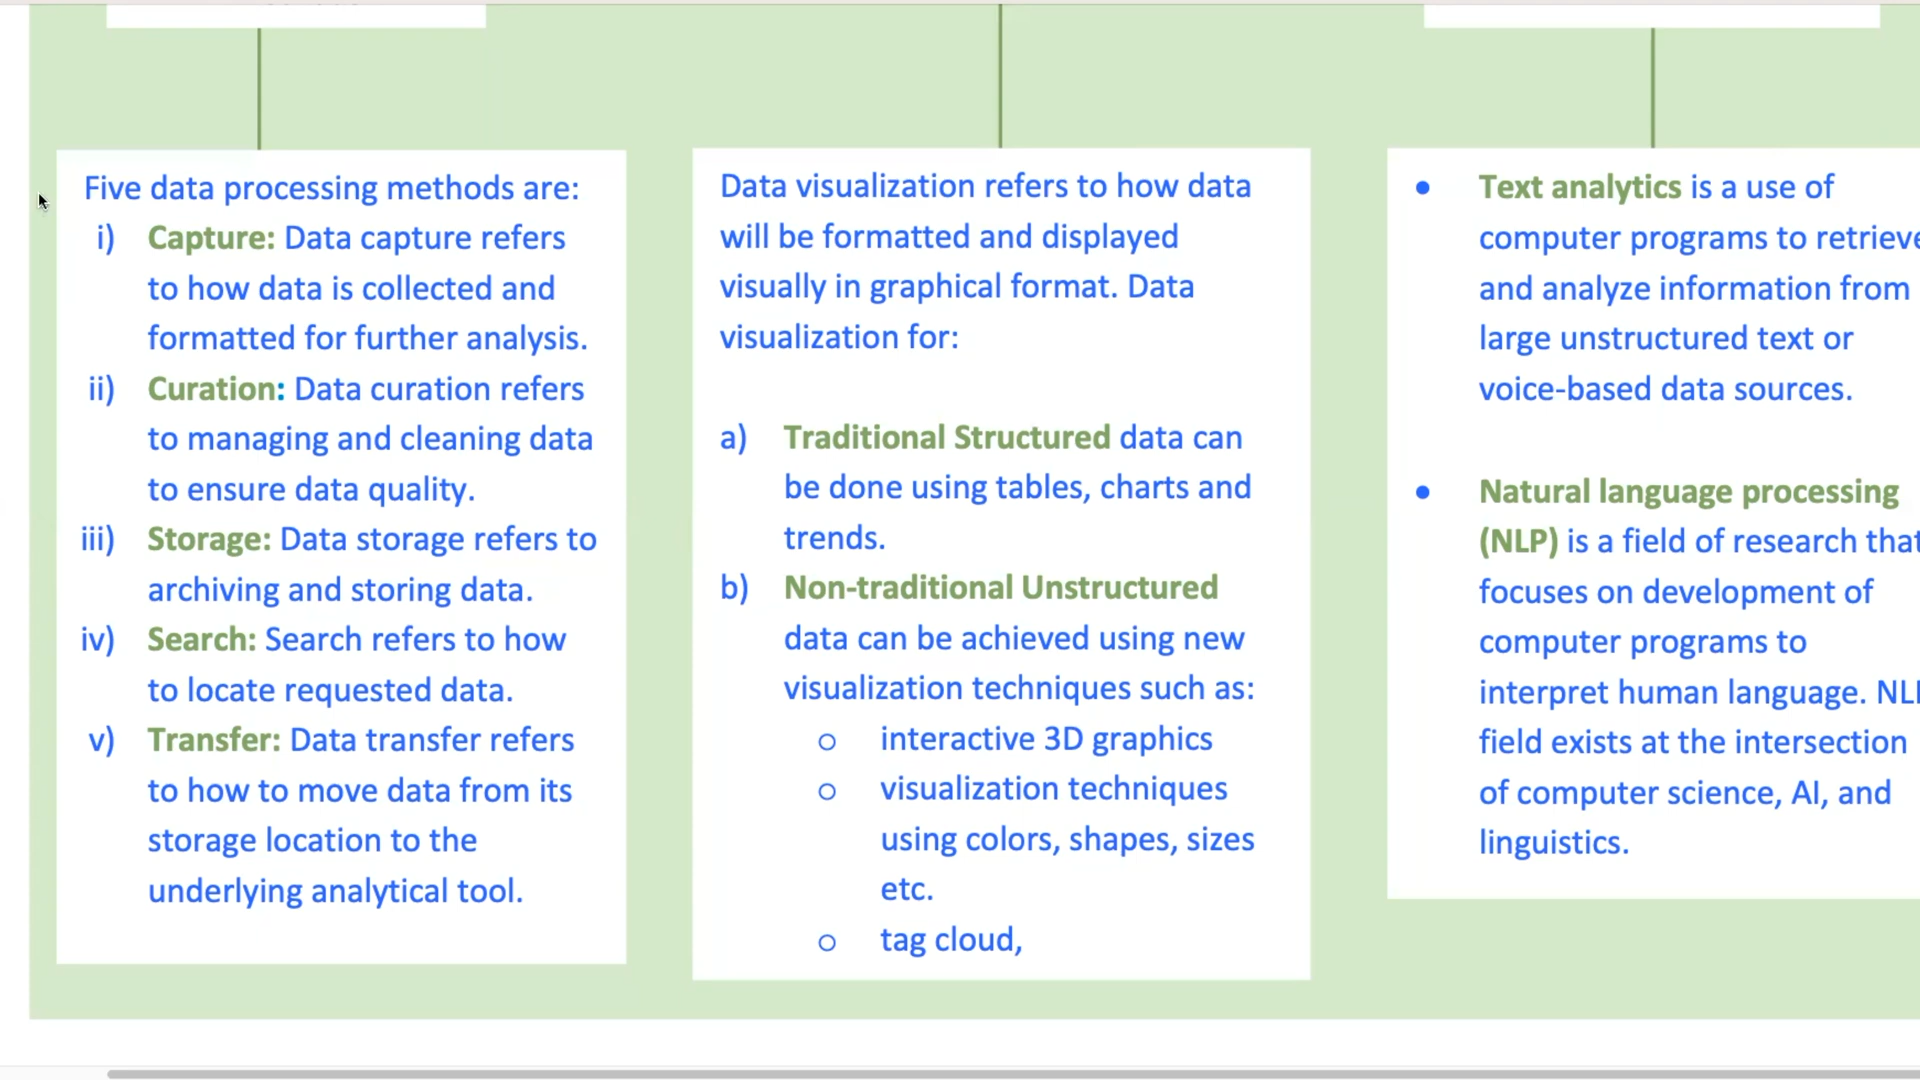 Five data processing methods are:
i) Capture: Data capture refers
to how data is collected and
formatted for further analysis.
ii) Curation: Data curation refers
to managing and cleaning data
to ensure data quality.
iii) Storage: Data storage refers to
archiving and storing data.
iv) Search: Search refers to how
to locate requested data.
v) Transfer: Data transfer refers
to how to move data from its
storage location to the
underlying analytical tool.
Data visualization refers to how data
will be formatted and displayed
visually in graphical format. Data
visualization for:
a) Traditional Structured data can
be done using tables, charts and
trends.
b) Non-traditional Unstructured
data can be achieved using new
visualization techniques such as:
o interactive 3D graphics
o visualization techniques
using colors, shapes, sizes
etc.
o tag cloud,
• Text analytics is a use of
computer programs to retrieve
and analyze information from
large unstructured text or
voice-based data sources.
• Natural language processing
(NLP) is a field of research that
focuses on development of
computer programs to
interpret human language. NLP
field exists at the intersection
of computer science, AI, and
linguistics.